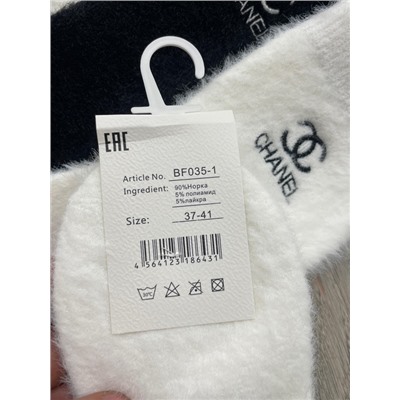 EAC
Article No. BF035-1
Ingredient: 90%Норка
5% полиамид
5%лайкра
Size: 37-41
4 564123 186431
30°C
CHANEL